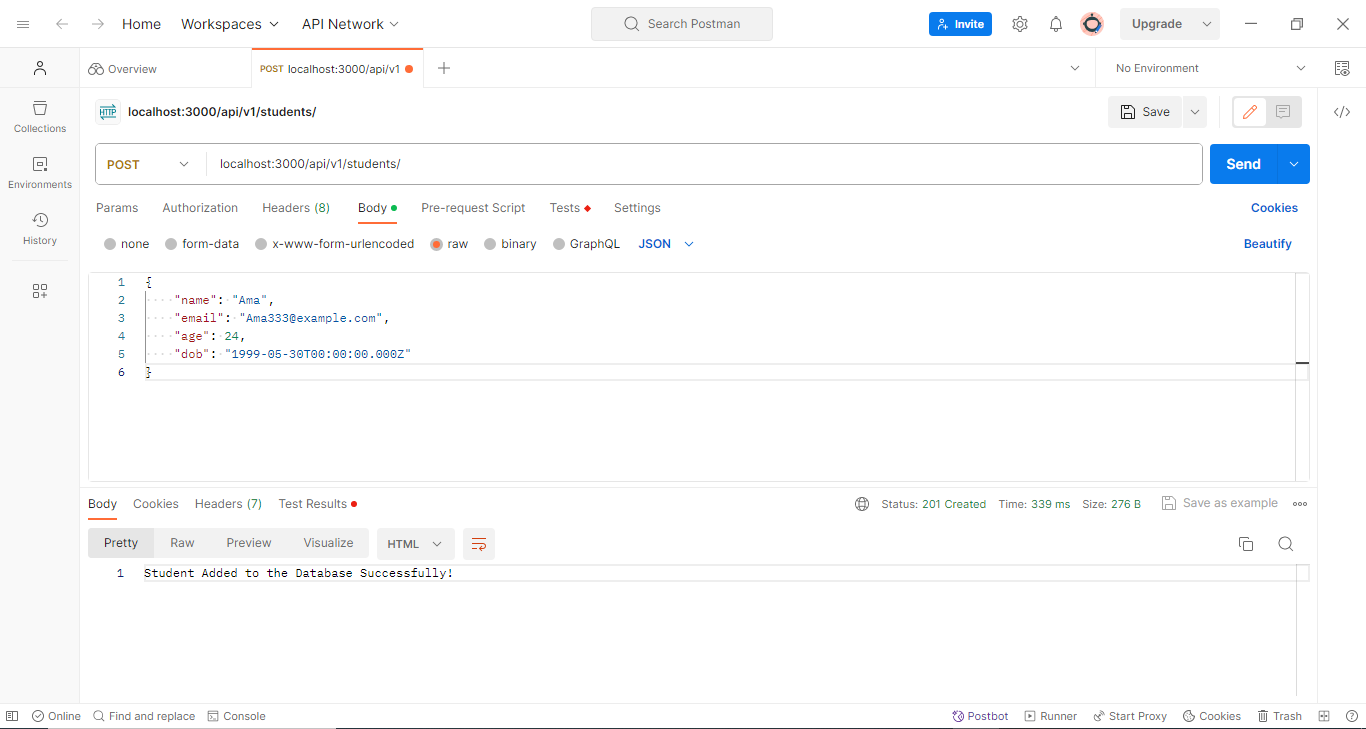 Home Workspaces API Network Search Postman Invite Upgrade
Overview POST localhost:3000/api/v1 No Environment
HTTP localhost:3000/api/v1/students/ Save
Collections
POST localhost:3000/api/v1/students/ Send
Environments
Params Authorization Headers (8) Body Pre-request Script Tests Settings Cookies
History
none form-data x-www-form-urlencoded raw binary GraphQL JSON Beautify
1 {
2 "name": "Ama",
3 "email": "Ama333@example.com",
4 "age": 24,
5 "dob": "1999-05-30T00:00:00.000Z"
6 }
Body Cookies Headers (7) Test Results Status: 201 Created Time: 339 ms Size: 276 B Save as example
Pretty Raw Preview Visualize HTML
1 Student Added to the Database Successfully!
Online Find and replace Console Postbot Runner Start Proxy Cookies Trash